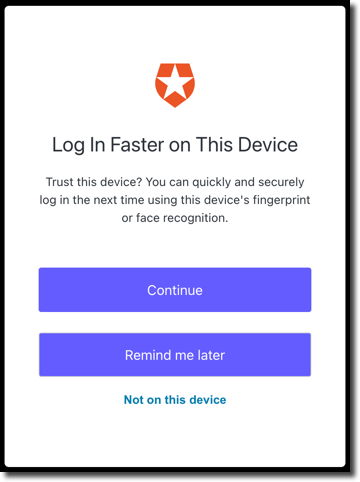 Log In Faster on This Device
Trust this device? You can quickly and securely
log in the next time using this device's fingerprint
or face recognition.
Continue
Remind me later
Not on this device